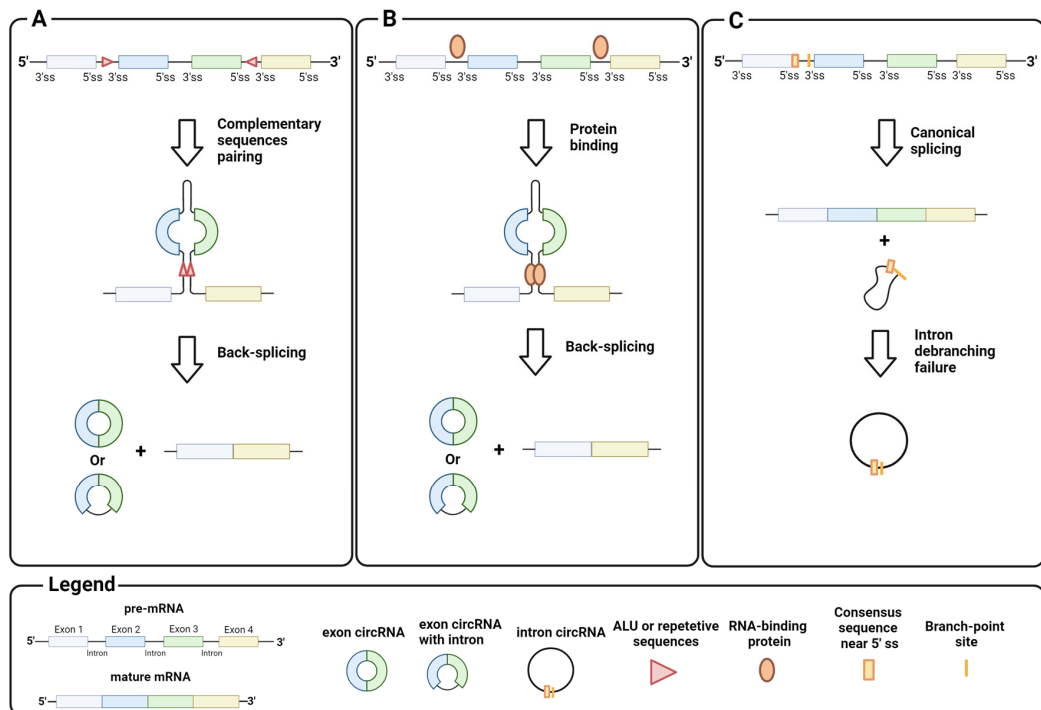 A
5' 3'
3'ss 5'ss 3'ss 5'ss 3'ss 5'ss 3'ss 5'ss
Complementary
sequences
pairing
Back-splicing
Or
+
B
5' 3'
3'ss 5'ss 3'ss 5'ss 3'ss 5'ss 3'ss 5'ss
Protein
binding
Back-splicing
Or
+
C
5' 3'
3'ss 5'ss 3'ss 5'ss 3'ss 5'ss 3'ss 5'ss
Canonical
splicing
+
Intron
debranching
failure
Legend
pre-mRNA
5' Exon 1 Exon 2 Exon 3 Exon 4 3'
Intron Intron Intron
mature mRNA
5' 3'
exon circRNA
exon circRNA
with intron
intron circRNA
ALU or repetetive
sequences
RNA-binding
protein
Consensus
sequence
near 5' ss
Branch-point
site